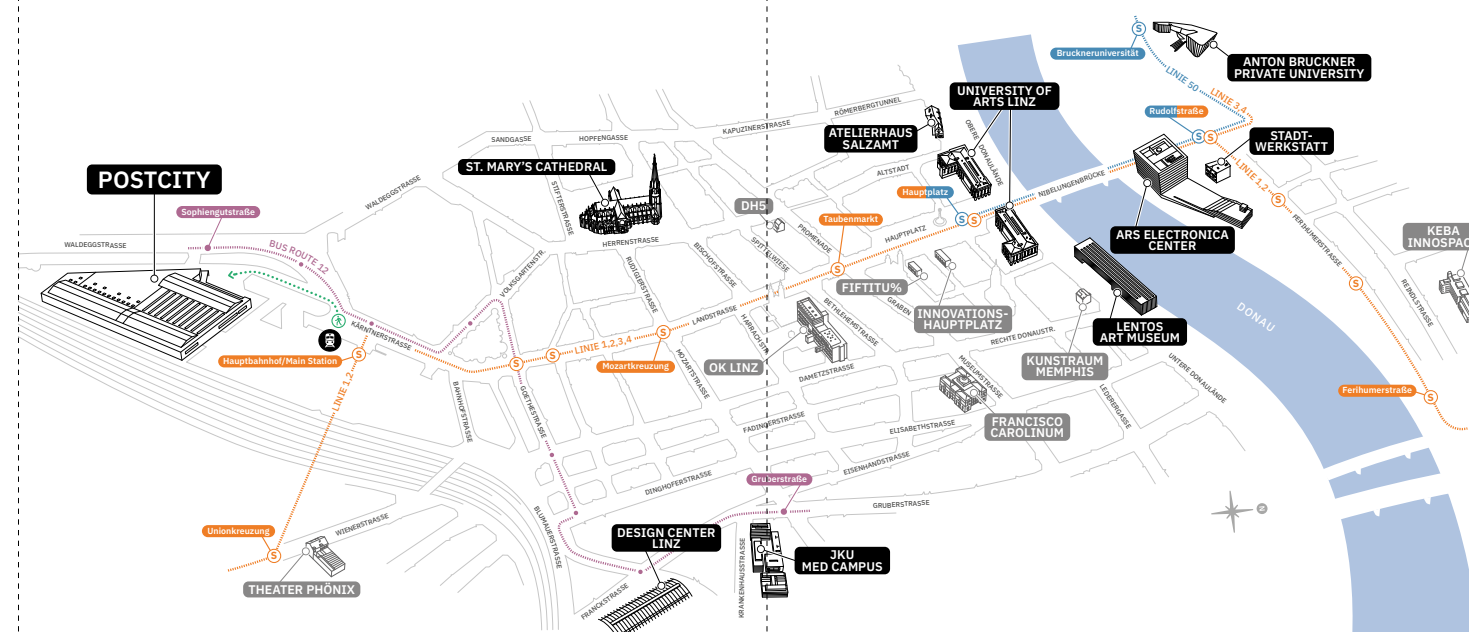 Bruckneruniversität
ANTON BRUCKNER
PRIVATE UNIVERSITY
LINIE 50
LINIE 3,4
Rudolfstraße
UNIVERSITY OF
ARTS LINZ
RÖMERBERGTUNNEL
KAPUZINERSTRASSE
SANDGASSE
HOPFENGASSE
ATELIERHAUS
SALZAMT
OBERE DONAULÄNDE
STADT-
WERKSTATT
LINIE 1,2
ST. MARY'S CATHEDRAL
POSTCITY
ALTSTADT
Hauptplatz
NIBELUNGENBRÜCKE
WALDEGGSTRASSE
STIFTERSTRASSE
DH5
Sophiengutstraße
Taubenmarkt
PROMENADE
HAUPTPLATZ
ARS ELECTRONICA
CENTER
FERIHUMERSTRASSE
KEBA
INNOSPAC
WALDEGGSTRASSE
BUS ROUTE 12
HERRENSTRASSE
BISCHOFSTRASSE
SPITTELWIESE
VOLKSGARTENSTR.
RUDIGIERSTRASSE
REINDLSTRASSE
FIFTITU%
GRABEN
INNOVATIONS-
HAUPTPLATZ
DONAU
KÄRNTNERSTRASSE
LANDSTRASSE
HARRACHSTR.
BETHLEHEMSTRASSE
RECHTE DONAUSTR.
LENTOS
ART MUSEUM
Hauptbahnhof/Main Station
LINIE 1,2,3,4
Mozartkreuzung
MOZARTSTRASSE
OK LINZ
DAMETZSTRASSE
MUSEUMSTRASSE
KUNSTRAUM
MEMPHIS
UNTERE DONAULÄNDE
LINIE 1,2
BAHNHOFSTRASSE
GOETHESTRASSE
LEDERERGASSE
Ferihumerstraße
FADINGERSTRASSE
ELISABETHSTRASSE
FRANCISCO
CAROLINUM
DINGHOFERSTRASSE
EISENHANDSTRASSE
Gruberstraße
GRUBERSTRASSE
N
Unionkreuzung
WIENERSTRASSE
BLUMAUERSTRASSE
DESIGN CENTER
LINZ
KRANKENHAUSSTRASSE
JKU
MED CAMPUS
THEATER PHÖNIX
FRANCKSTRASSE
S
S
S
S
S
S
S
S
S
S
S
S
S
S